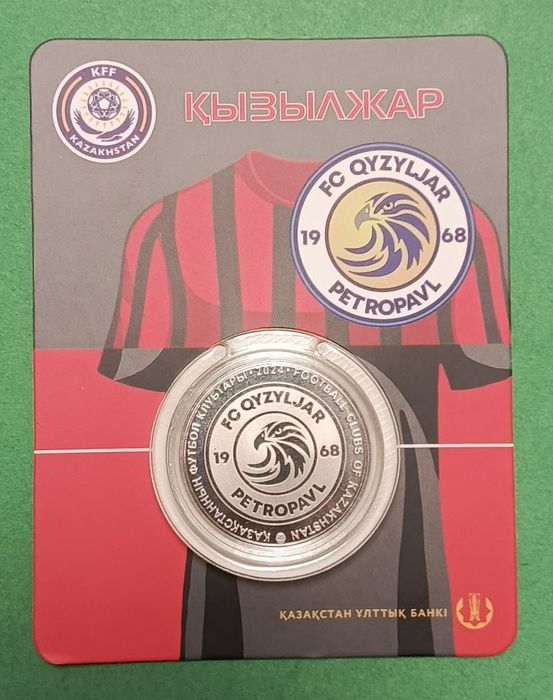 KFF
KAZAKHSTAN
ҚЫЗЫЛЖАР
FC QYZYLJAR
19 68
PETROPAVL
ҚАЗАҚСТАННЫҢ ФУТБОЛ КЛУБТАРЫ · 2024 · FOOTBALL CLUBS OF KAZAKHSTAN
FC QYZYLJAR
19 68
PETROPAVL
ҚАЗАҚСТАН ҰЛТТЫҚ БАНКІ